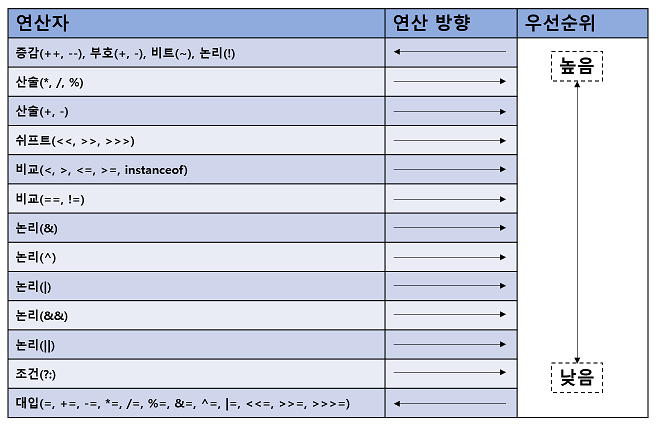 연산자 연산 방향 우선순위
증감(++, --), 부호(+, -), 비트(~), 논리(!)
높음
산술(*, /, %)
산술(+, -)
쉬프트(<<, >>, >>>)
비교(<, >, <=, >=, instanceof)
비교(==, !=)
논리(&)
논리(^)
논리(|)
논리(&&)
논리(||)
조건(?:)
낮음
대입(=, +=, -=, *=, /=, %=, &=, ^=, |=, <<=, >>=, >>>=)